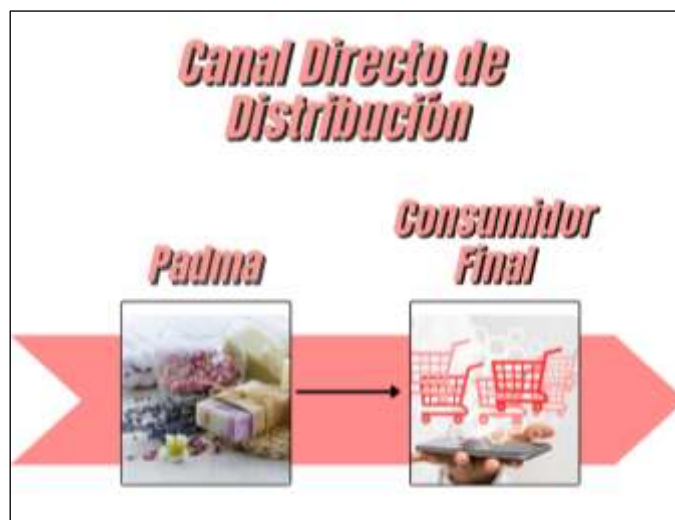 Canal Directo de
Distribución
Padma
Consumidor
Final